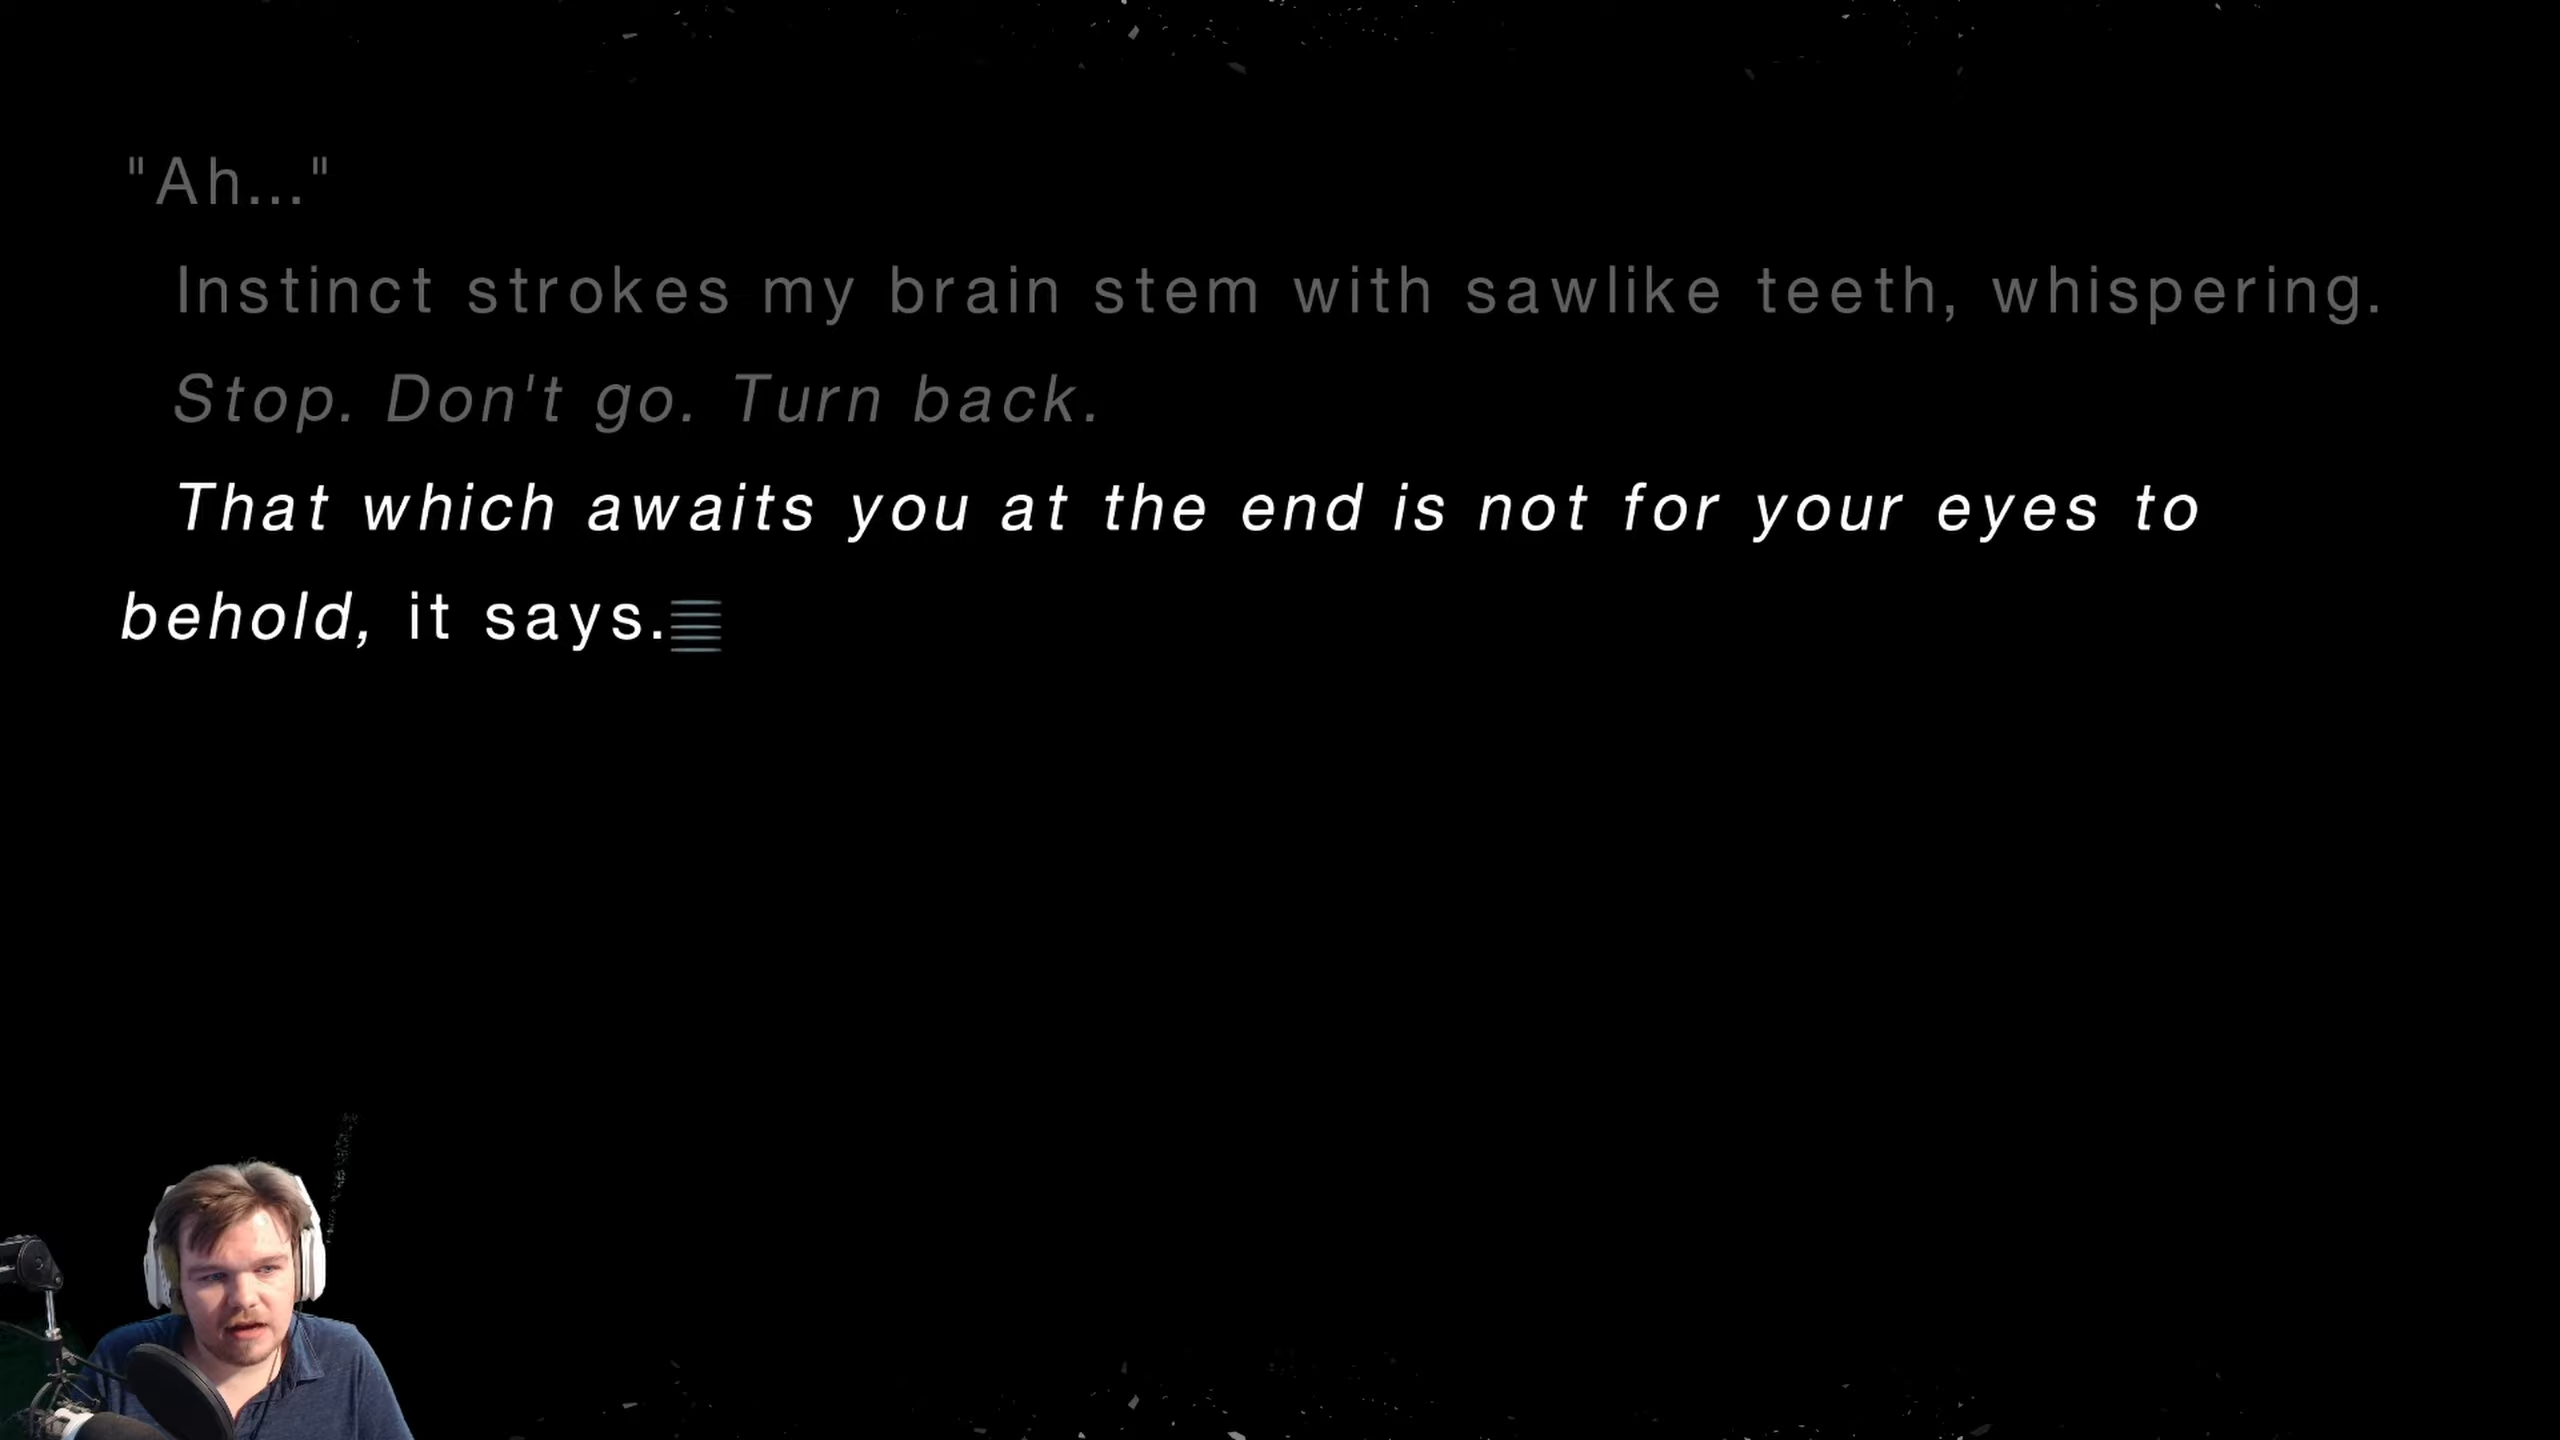 "Ah..."
Instinct strokes my brain stem with sawlike teeth, whispering.
Stop. Don't go. Turn back.
That which awaits you at the end is not for your eyes to
behold, it says.